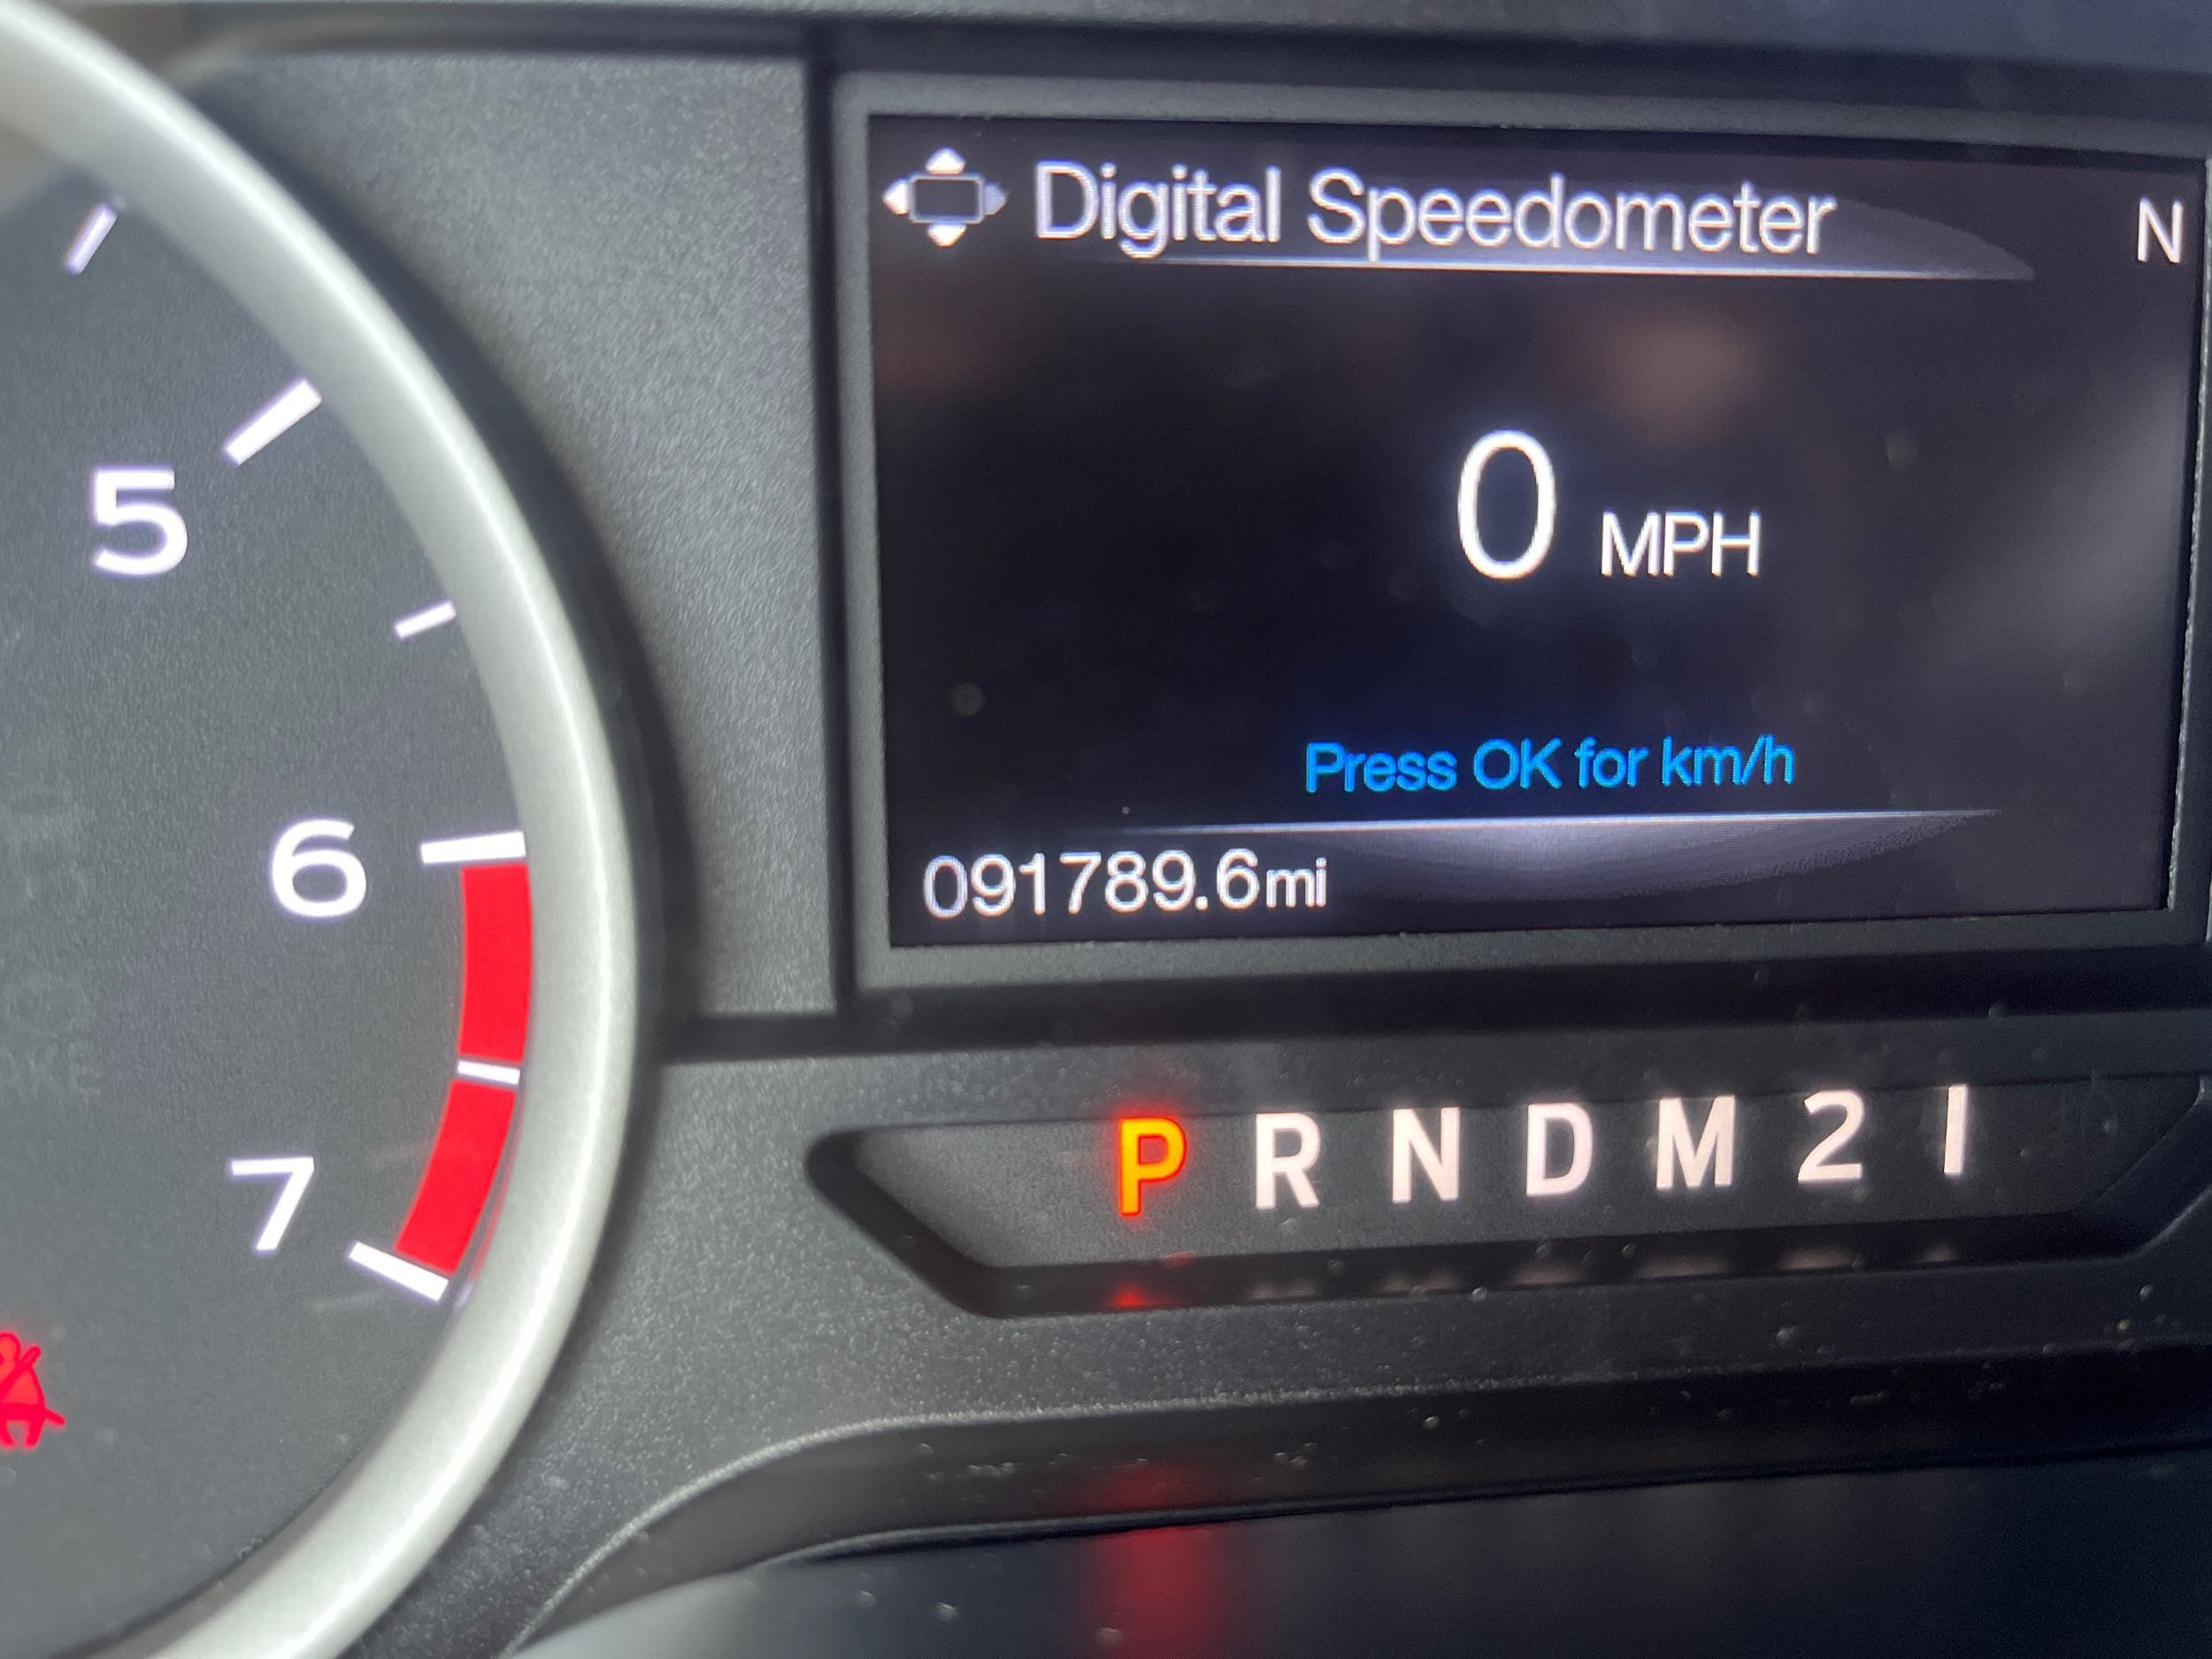 Digital Speedometer
N
0 MPH
Press OK for km/h
091789.6mi
5
6
7
P R N D M 2 1